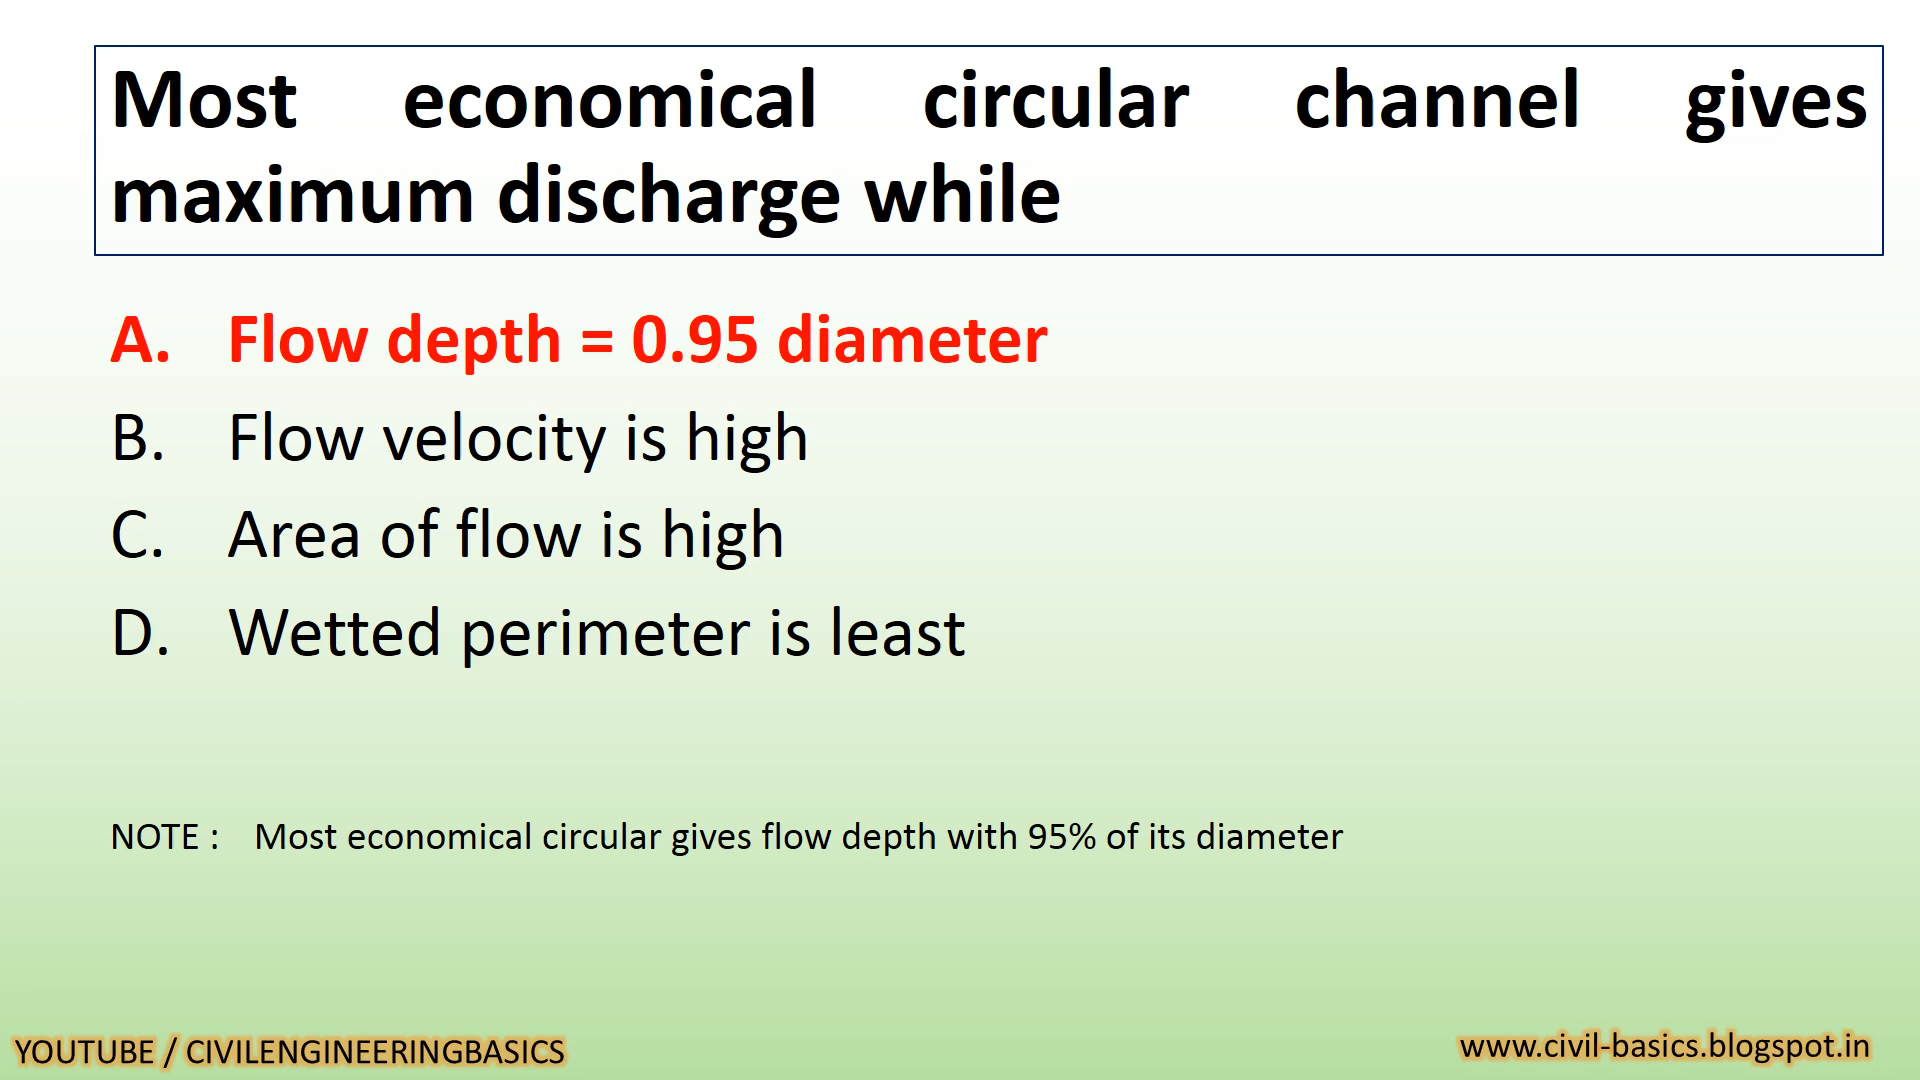 Most economical circular channel gives
maximum discharge while
A. Flow depth = 0.95 diameter
B. Flow velocity is high
C. Area of flow is high
D. Wetted perimeter is least
NOTE : Most economical circular gives flow depth with 95% of its diameter
YOUTUBE / CIVILENGINEERINGBASICS
www.civil-basics.blogspot.in